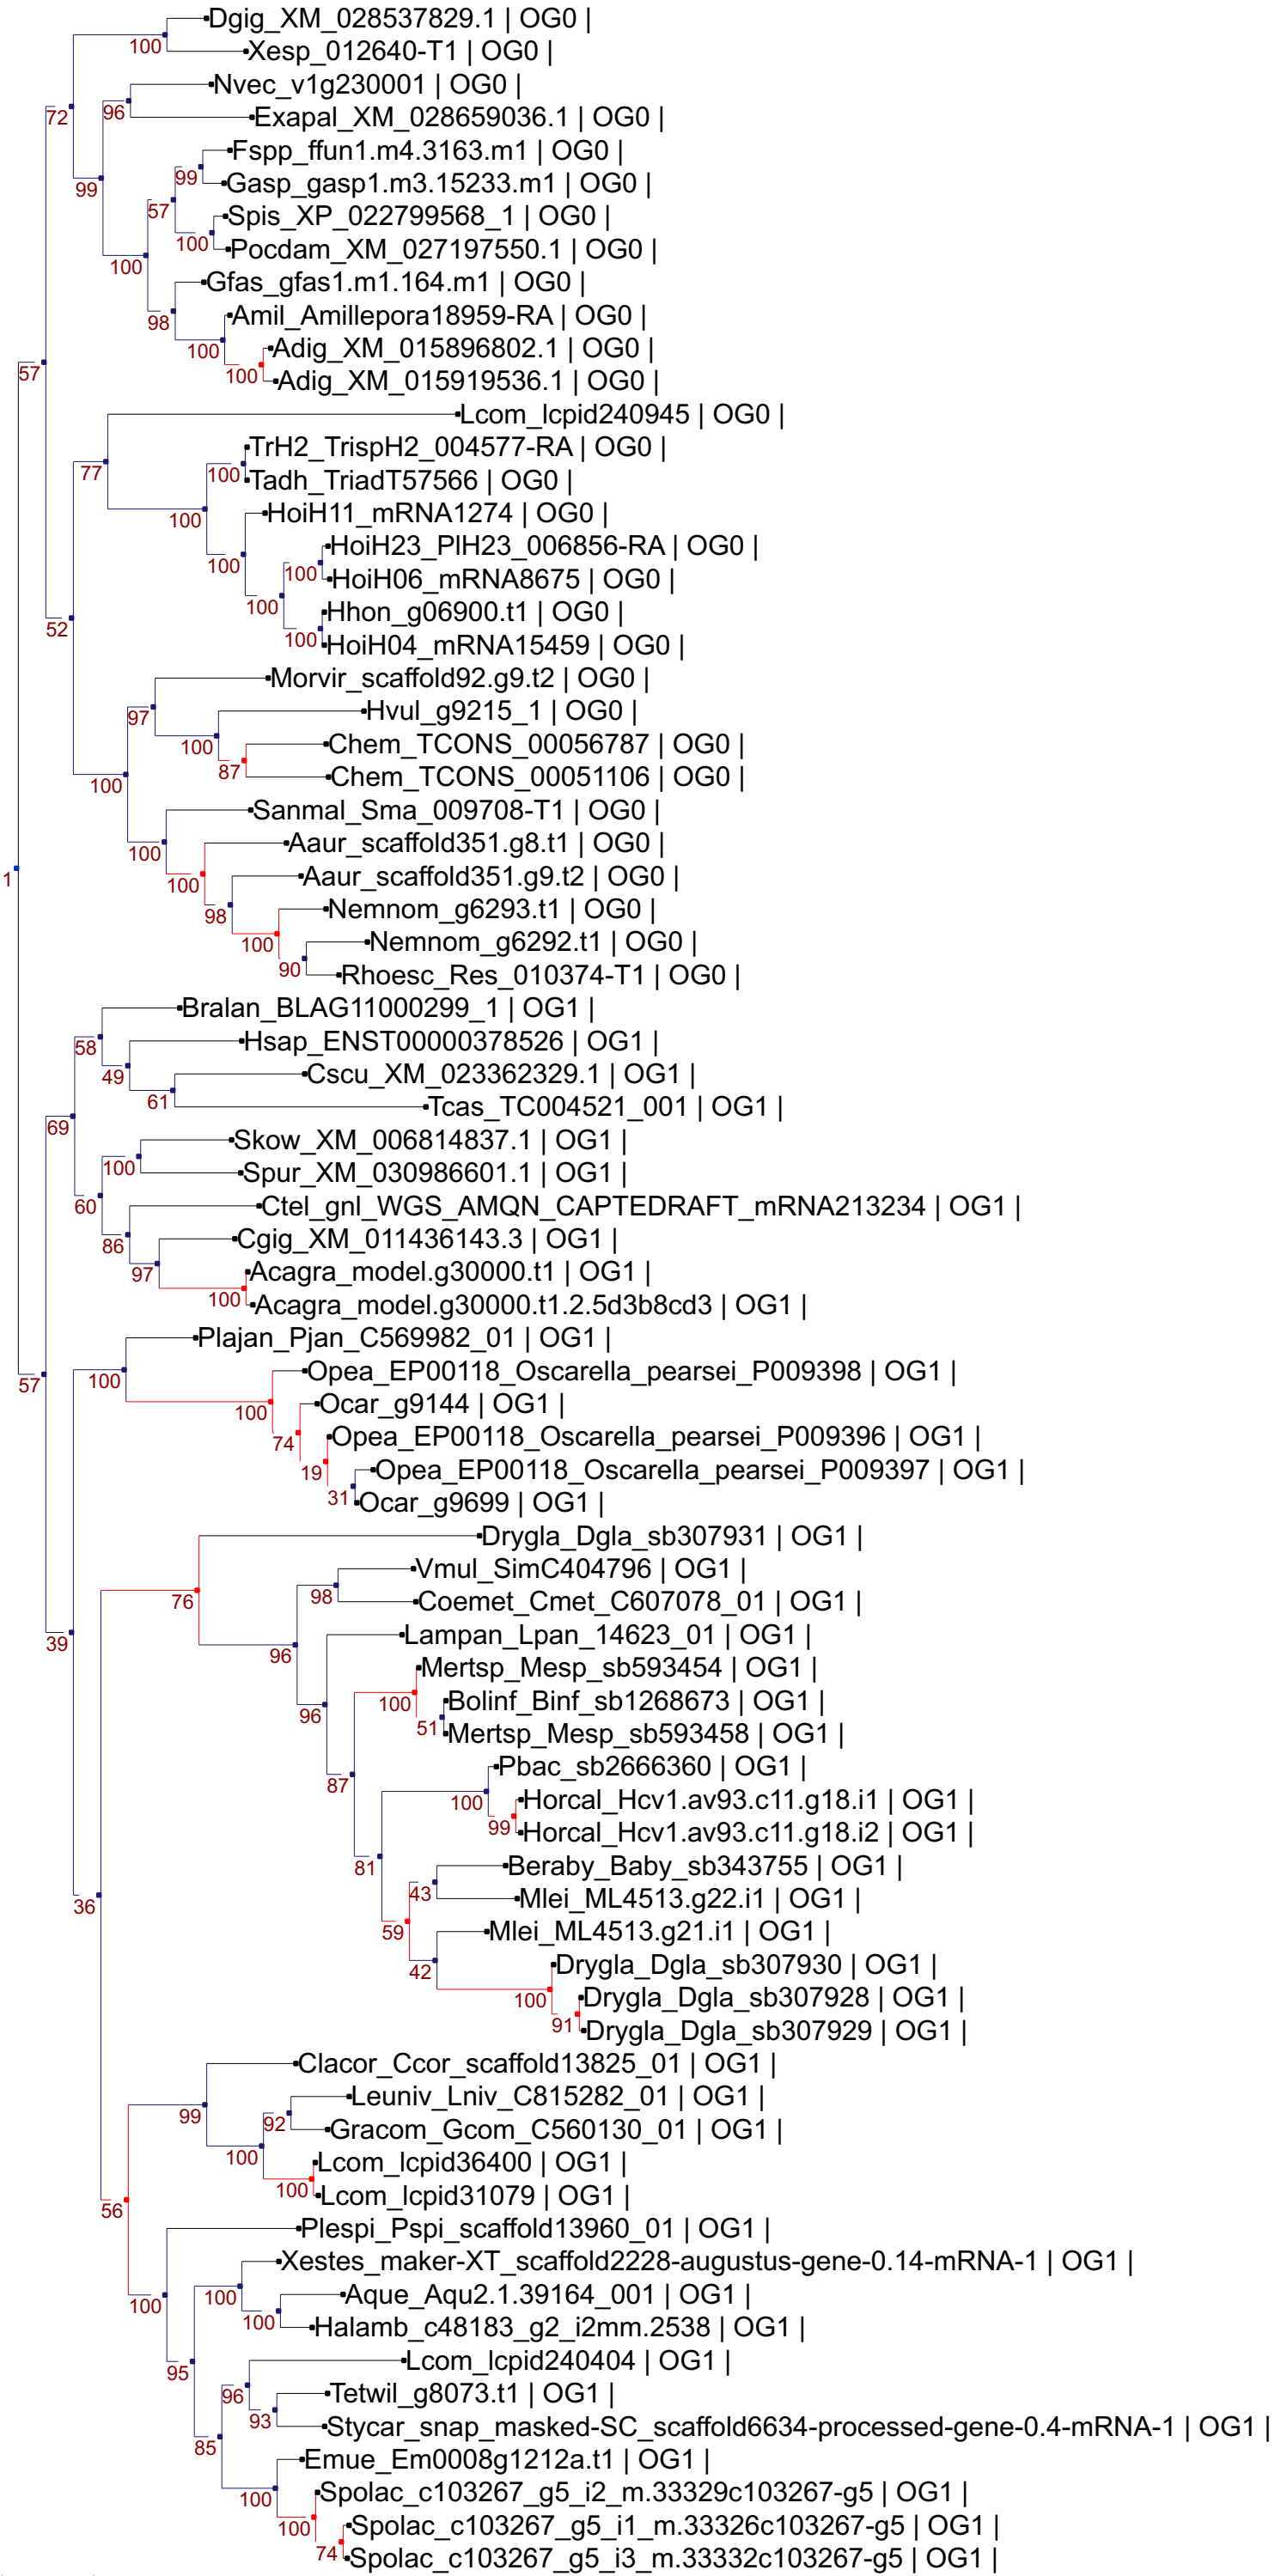 Dgig_XM_028537829.1 | OG0 |
100
Xesp_012640-T1 | OG0 |
Nvec_v1g230001 | OG0 |
72
96
Exapal_XM_028659036.1 | OG0 |
Fspp_ffun1.m4.3163.m1 | OG0 |
99
Gasp_gasp1.m3.15233.m1 | OG0 |
99
57
Spis_XP_022799568_1 | OG0 |
100
Pocdam_XM_027197550.1 | OG0 |
100
Gfas_gfas1.m1.164.m1 | OG0 |
98
Amil_Amillepora18959-RA | OG0 |
100
Adig_XM_015896802.1 | OG0 |
57
100
Adig_XM_015919536.1 | OG0 |
Lcom_lcpid240945 | OG0 |
TrH2_TrispH2_004577-RA | OG0 |
77
100
Tadh_TriadT57566 | OG0 |
100
HoiH11_mRNA1274 | OG0 |
HoiH23_PlH23_006856-RA | OG0 |
100
100
HoiH06_mRNA8675 | OG0 |
100
Hhon_g06900.t1 | OG0 |
52
100
HoiH04_mRNA15459 | OG0 |
Morvir_scaffold92.g9.t2 | OG0 |
97
Hvul_g9215_1 | OG0 |
100
Chem_TCONS_00056787 | OG0 |
87
Chem_TCONS_00051106 | OG0 |
100
Sanmal_Sma_009708-T1 | OG0 |
100
Aaur_scaffold351.g8.t1 | OG0 |
1
100
Aaur_scaffold351.g9.t2 | OG0 |
98
Nemnom_g6293.t1 | OG0 |
100
Nemnom_g6292.t1 | OG0 |
90
Rhoesc_Res_010374-T1 | OG0 |
Bralan_BLAG11000299_1 | OG1 |
58
Hsap_ENST00000378526 | OG1 |
49
Cscu_XM_023362329.1 | OG1 |
61
Tcas_TC004521_001 | OG1 |
69
Skow_XM_006814837.1 | OG1 |
100
Spur_XM_030986601.1 | OG1 |
60
Ctel_gnl_WGS_AMQN_CAPTEDRAFT_mRNA213234 | OG1 |
86
Cgig_XM_011436143.3 | OG1 |
97
Acagra_model.g30000.t1 | OG1 |
100
Acagra_model.g30000.t1.2.5d3b8cd3 | OG1 |
Plajan_Pjan_C569982_01 | OG1 |
57
100
Opea_EP00118_Oscarella_pearsei_P009398 | OG1 |
100
Ocar_g9144 | OG1 |
74
Opea_EP00118_Oscarella_pearsei_P009396 | OG1 |
19
Opea_EP00118_Oscarella_pearsei_P009397 | OG1 |
31
Ocar_g9699 | OG1 |
Drygla_Dgla_sb307931 | OG1 |
Vmul_SimC404796 | OG1 |
76
98
Coemet_Cmet_C607078_01 | OG1 |
39
96
Lampan_Lpan_14623_01 | OG1 |
Mertsp_Mesp_sb593454 | OG1 |
100
96
Bolinf_Binf_sb1268673 | OG1 |
51
Mertsp_Mesp_sb593458 | OG1 |
87
Pbac_sb2666360 | OG1 |
100
Horcal_Hcv1.av93.c11.g18.i1 | OG1 |
99
Horcal_Hcv1.av93.c11.g18.i2 | OG1 |
81
Beraby_Baby_sb343755 | OG1 |
36
43
Mlei_ML4513.g22.i1 | OG1 |
59
Mlei_ML4513.g21.i1 | OG1 |
42
Drygla_Dgla_sb307930 | OG1 |
100
Drygla_Dgla_sb307928 | OG1 |
91
Drygla_Dgla_sb307929 | OG1 |
Clacor_Ccor_scaffold13825_01 | OG1 |
Leuniv_Lniv_C815282_01 | OG1 |
99
92
Gracom_Gcom_C560130_01 | OG1 |
100
Lcom_lcpid36400 | OG1 |
100
Lcom_lcpid31079 | OG1 |
56
Plespi_Pspi_scaffold13960_01 | OG1 |
Xestes_maker-XT_scaffold2228-augustus-gene-0.14-mRNA-1 | OG1 |
100
100
Aque_Aqu2.1.39164_001 | OG1 |
100
Halamb_c48183_g2_i2mm.2538 | OG1 |
95
Lcom_lcpid240404 | OG1 |
96
Tetwil_g8073.t1 | OG1 |
93
Stycar_snap_masked-SC_scaffold6634-processed-gene-0.4-mRNA-1 | OG1 |
85
Emue_Em0008g1212a.t1 | OG1 |
100
Spolac_c103267_g5_i2_m.33329c103267-g5 | OG1 |
100
Spolac_c103267_g5_i1_m.33326c103267-g5 | OG1 |
74
Spolac_c103267_g5_i3_m.33332c103267-g5 | OG1 |